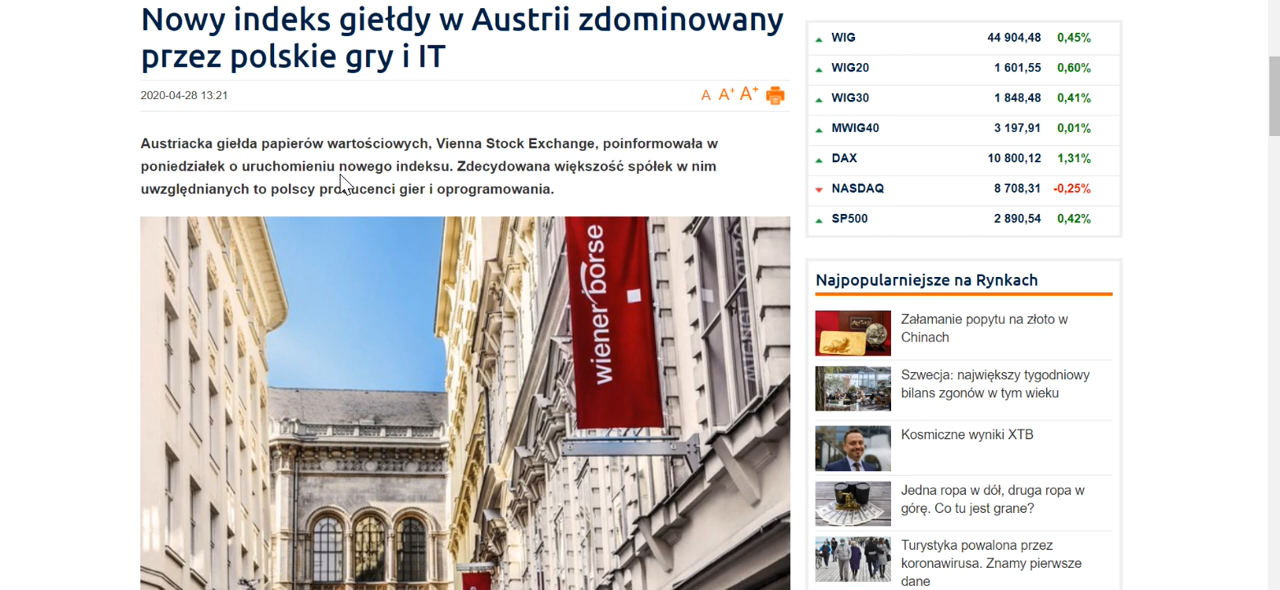 Nowy indeks giełdy w Austrii zdominowany
przez polskie gry i IT
2020-04-28 13:21
A A+ A+
Austriacka giełda papierów wartościowych, Vienna Stock Exchange, poinformowała w
poniedziałek o uruchomieniu nowego indeksu. Zdecydowana większość spółek w nim
uwzględnianych to polscy producenci gier i oprogramowania.
wiener börse
WIG 44 904,48 0,45%
WIG20 1 601,55 0,60%
WIG30 1 848,48 0,41%
MWIG40 3 197,91 0,01%
DAX 10 800,12 1,31%
NASDAQ 8 708,31 -0,25%
SP500 2 890,54 0,42%
Najpopularniejsze na Rynkach
Załamanie popytu na złoto w
Chinach
Szwecja: największy tygodniowy
bilans zgonów w tym wieku
Kosmiczne wyniki XTB
Jedna ropa w dół, druga ropa w
górę. Co tu jest grane?
Turystyka powalona przez
koronawirusa. Znamy pierwsze
dane